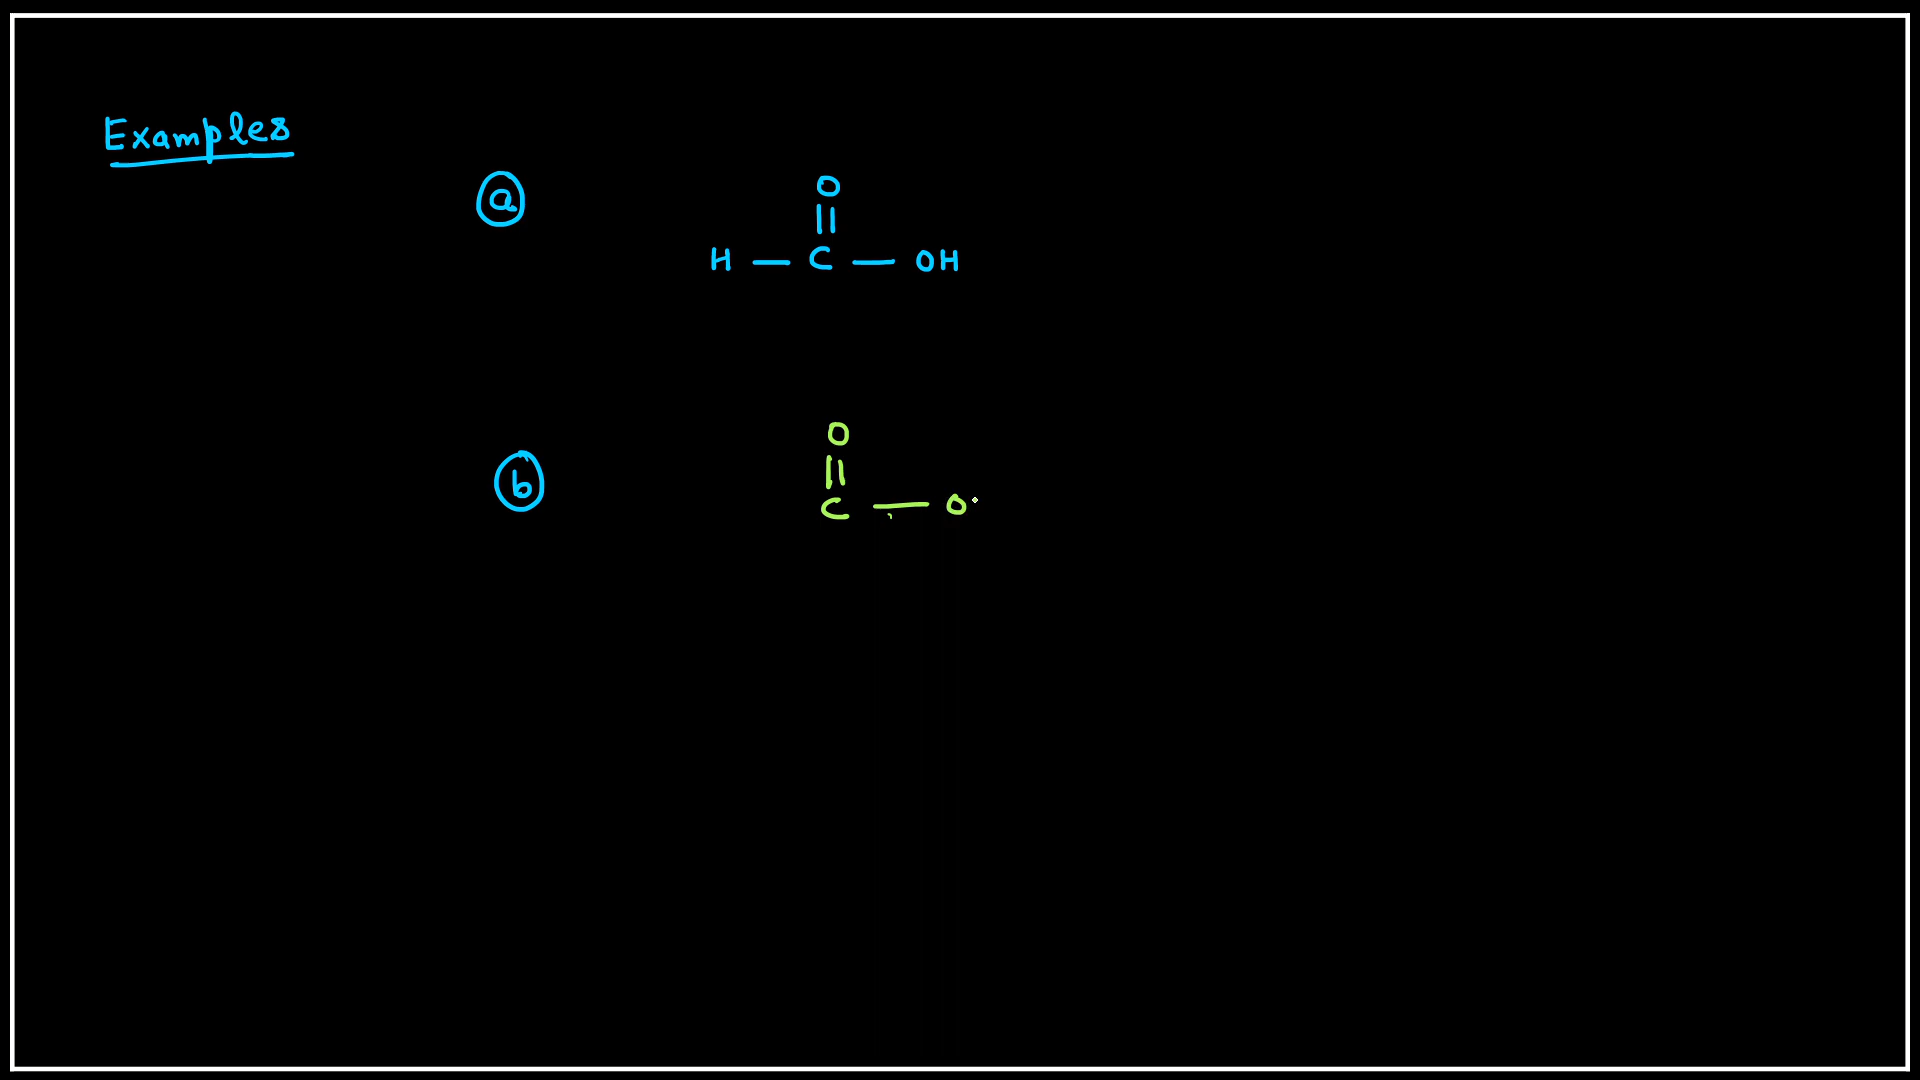 Examples
a
O
||
H — C — OH
b
O
||
C — O